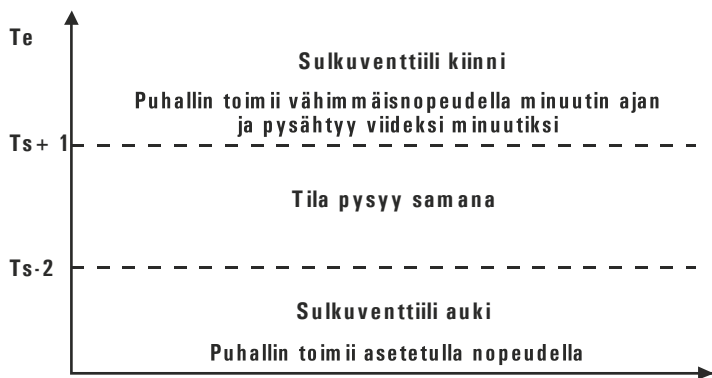 Te
Sulkuventtiili kiinni
Puhallin toimii vähimmäisnopeudella minuutin ajan
ja pysähtyy viideksi minuutiksi
Ts+ 1
Tila pysyy samana
Ts-2
Sulkuventtiili auki
Puhallin toimii asetetulla nopeudella